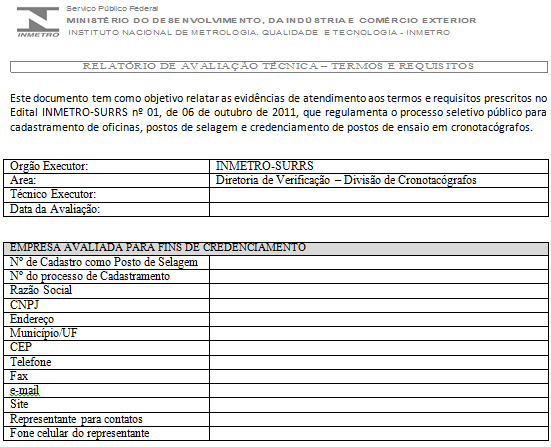 Serviço Público Federal
MINISTÉRIO DO DESENVOLVIMENTO, DA INDÚSTRIA E COMÉRCIO EXTERIOR
INSTITUTO NACIONAL DE METROLOGIA, QUALIDADE E TECNOLOGIA - INMETRO
INMETRO
RELATÓRIO DE AVALIAÇÃO TÉCNICA – TERMOS E REQUISITOS
Este documento tem como objetivo relatar as evidências de atendimento aos termos e requisitos prescritos no
Edital INMETRO-SURRS nº 01, de 06 de outubro de 2011, que regulamenta o processo seletivo público para
cadastramento de oficinas, postos de selagem e credenciamento de postos de ensaio em cronotacógrafos.
Orgão Executor: INMETRO-SURRS
Area: Diretoria de Verificação – Divisão de Cronotacógrafos
Técnico Executor:
Data da Avaliação:
EMPRESA AVALIADA PARA FINS DE CREDENCIAMENTO
Nº de Cadastro como Posto de Selagem
Nº do processo de Cadastramento
Razão Social
CNPJ
Endereço
Município/UF
CEP
Telefone
Fax
e-mail
Site
Representante para contatos
Fone celular do representante